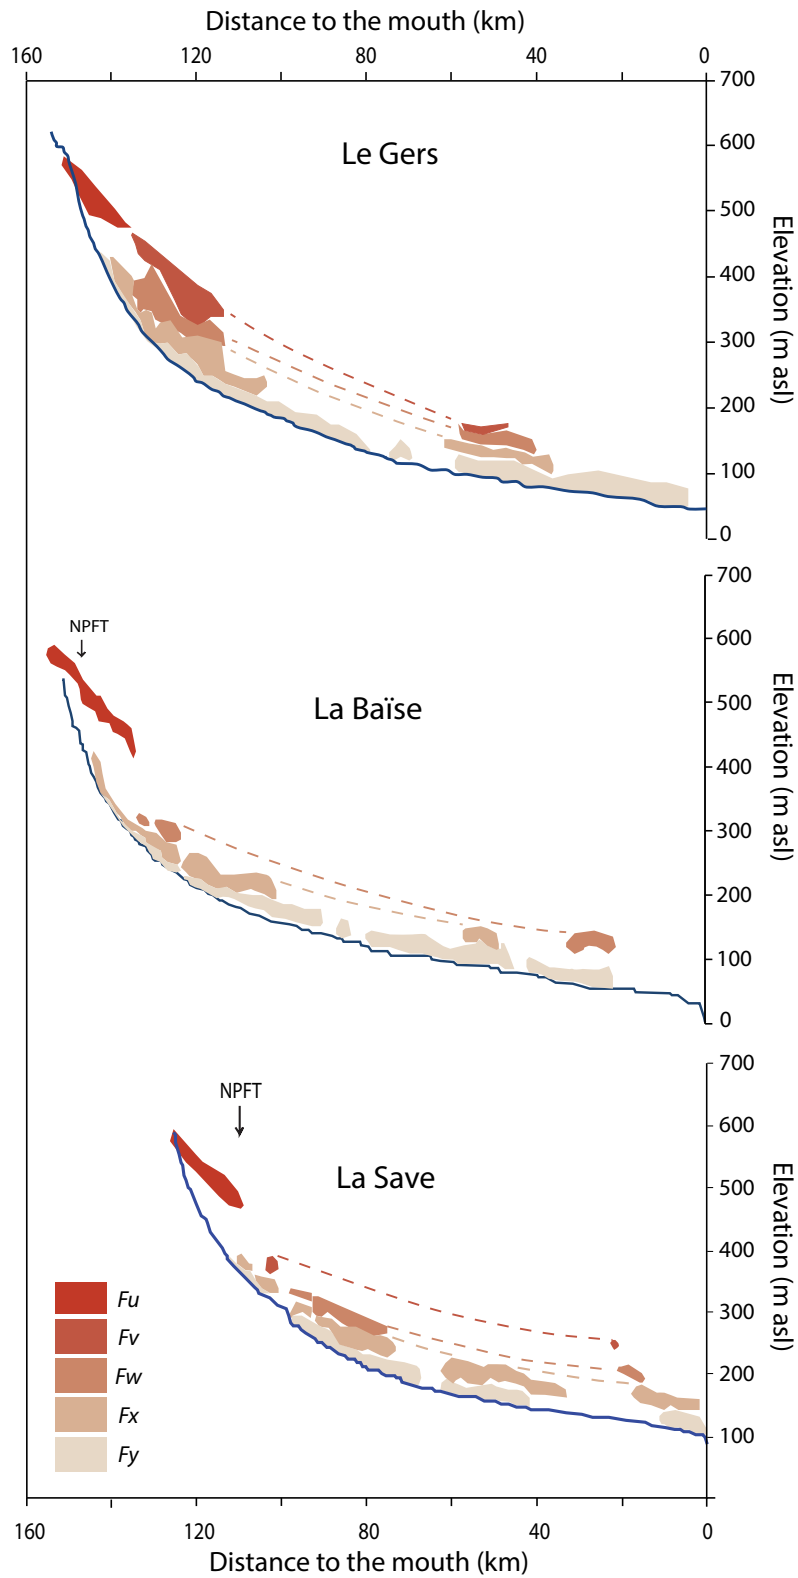 Distance to the mouth (km)
160 120 80 40 0
700
Le Gers
600
500
400
300
200
100
0
Elevation (m asl)
700
NPFT
600
La Baïse
500
400
300
200
100
0
Elevation (m asl)
700
NPFT
600
La Save
500
400
300
200
100
Elevation (m asl)
Fu
Fv
Fw
Fx
Fy
160 120 80 40 0
Distance to the mouth (km)